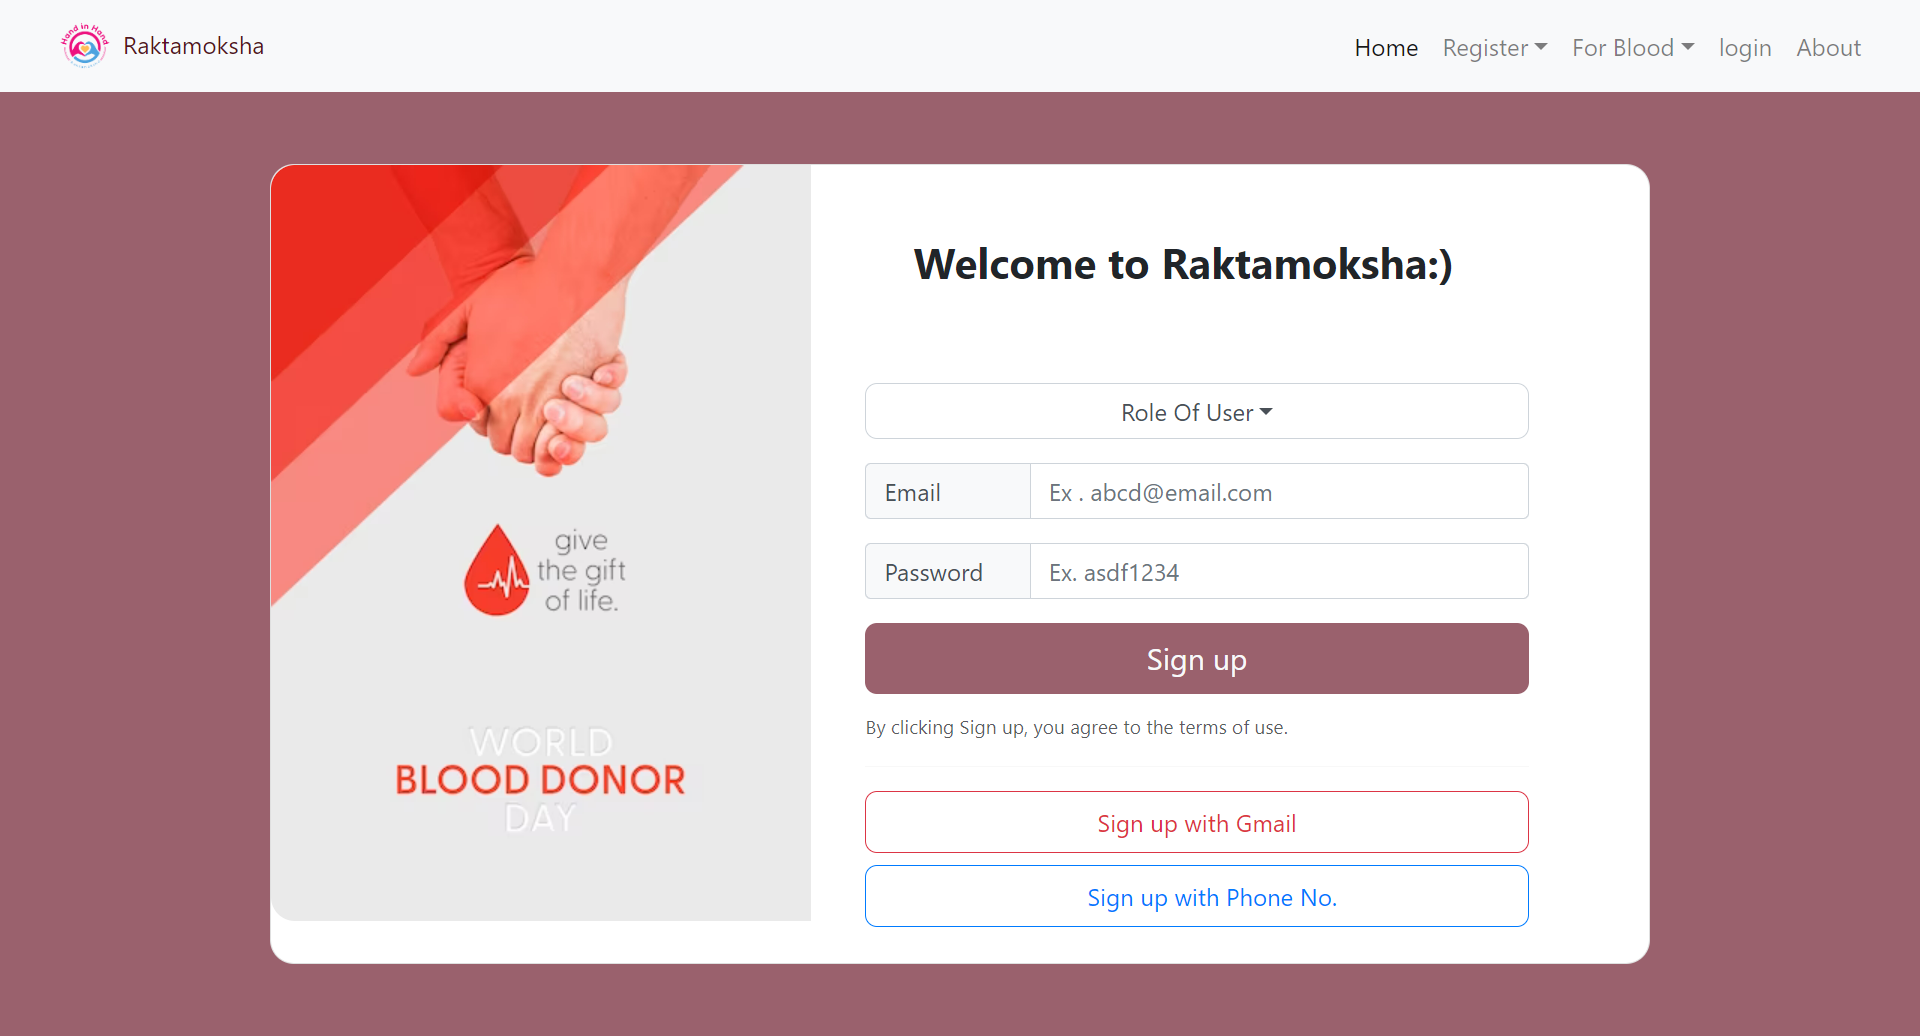 Hand in Hand
Raktamoksha
Home
Register
For Blood
login
About
give
the gift
of life.
WORLD
BLOOD DONOR
DAY
Welcome to Raktamoksha:)
Role Of User
Email
Ex . abcd@email.com
Password
Ex. asdf1234
Sign up
By clicking Sign up, you agree to the terms of use.
Sign up with Gmail
Sign up with Phone No.